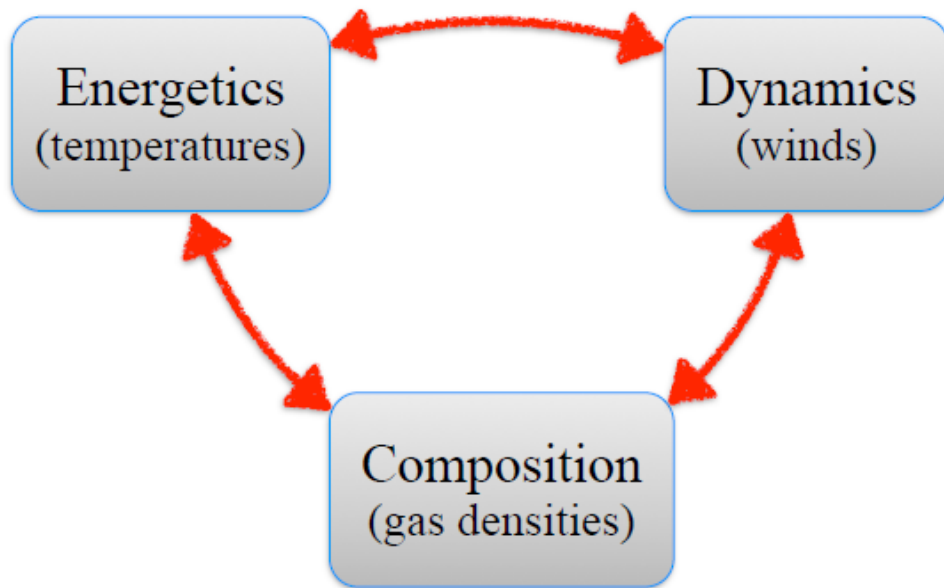 Energetics
(temperatures)
Dynamics
(winds)
Composition
(gas densities)